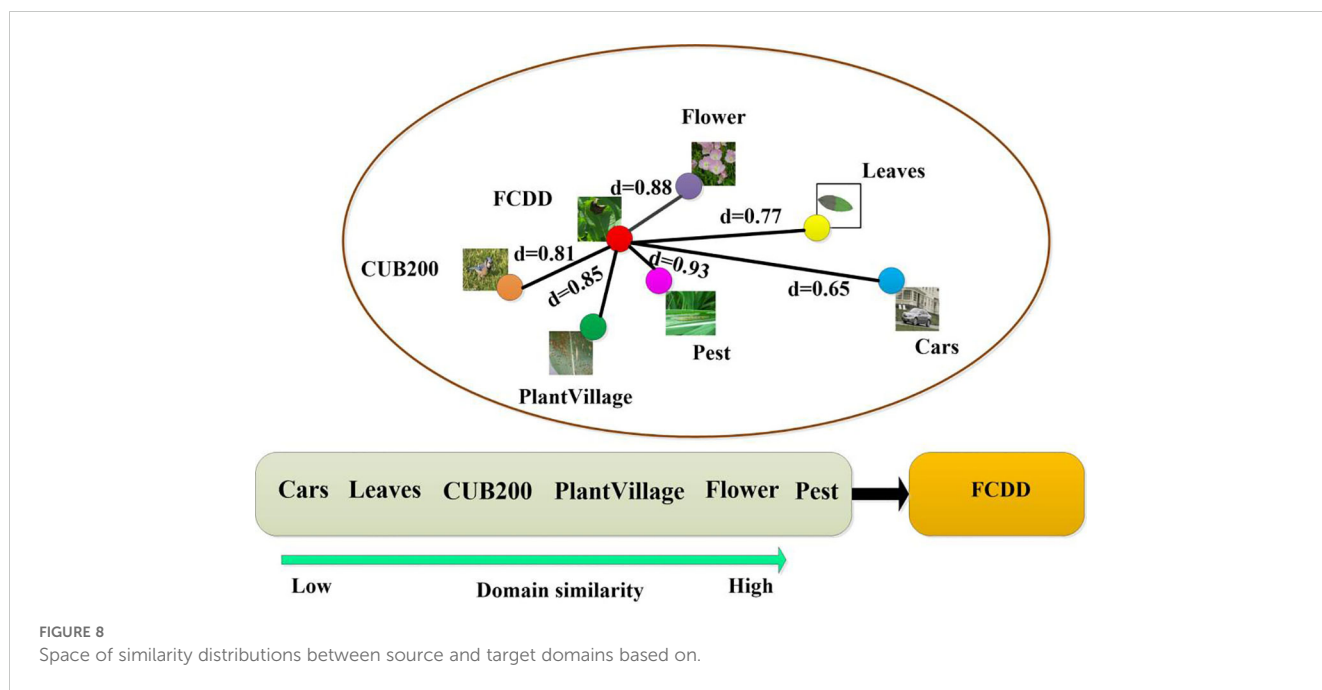 Flower
Leaves
FCDD
d=0.88
d=0.77
CUB200
d=0.81
d=0.85
d=0.93
d=0.65
Pest
Cars
PlantVillage
Cars Leaves CUB200 PlantVillage Flower Pest FCDD
Low Domain similarity High
FIGURE 8
Space of similarity distributions between source and target domains based on.